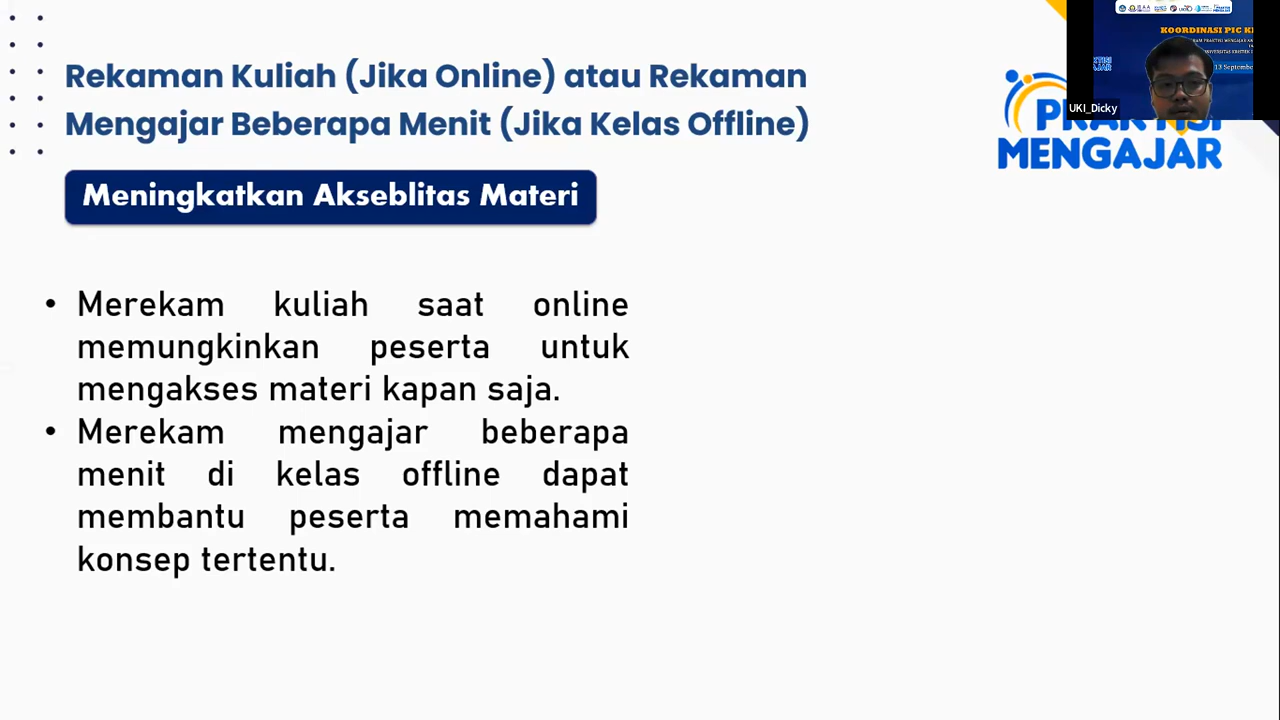 Rekaman Kuliah (Jika Online) atau Rekaman
Mengajar Beberapa Menit (Jika Kelas Offline)
Meningkatkan Akseblitas Materi
• Merekam kuliah saat online
memungkinkan peserta untuk
mengakses materi kapan saja.
• Merekam mengajar beberapa
menit di kelas offline dapat
membantu peserta memahami
konsep tertentu.
KOORDINASI PIC
13 Septemb
UKI_Dicky
MENGAJAR